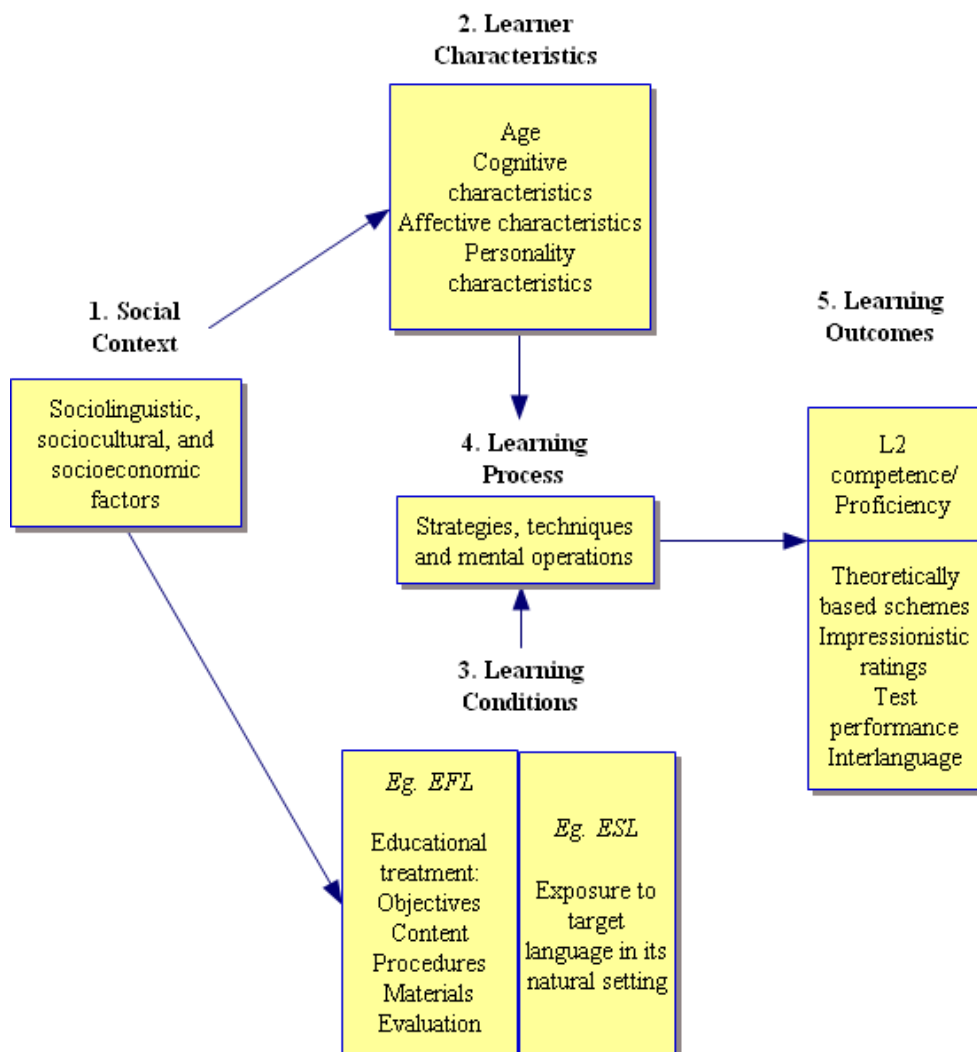 2. Learner
Characteristics
Age
Cognitive
characteristics
Affective characteristics
Personality
characteristics
1. Social
Context
Sociolinguistic,
sociocultural, and
socioeconomic
factors
5. Learning
Outcomes
L2
competence/
Proficiency
Theoretically
based schemes
Impressionistic
ratings
Test
performance
Interlanguage
4. Learning
Process
Strategies, techniques
and mental operations
3. Learning
Conditions
Eg. EFL
Educational
treatment:
Objectives
Content
Procedures
Materials
Evaluation
Eg. ESL
Exposure to
target
language in its
natural setting